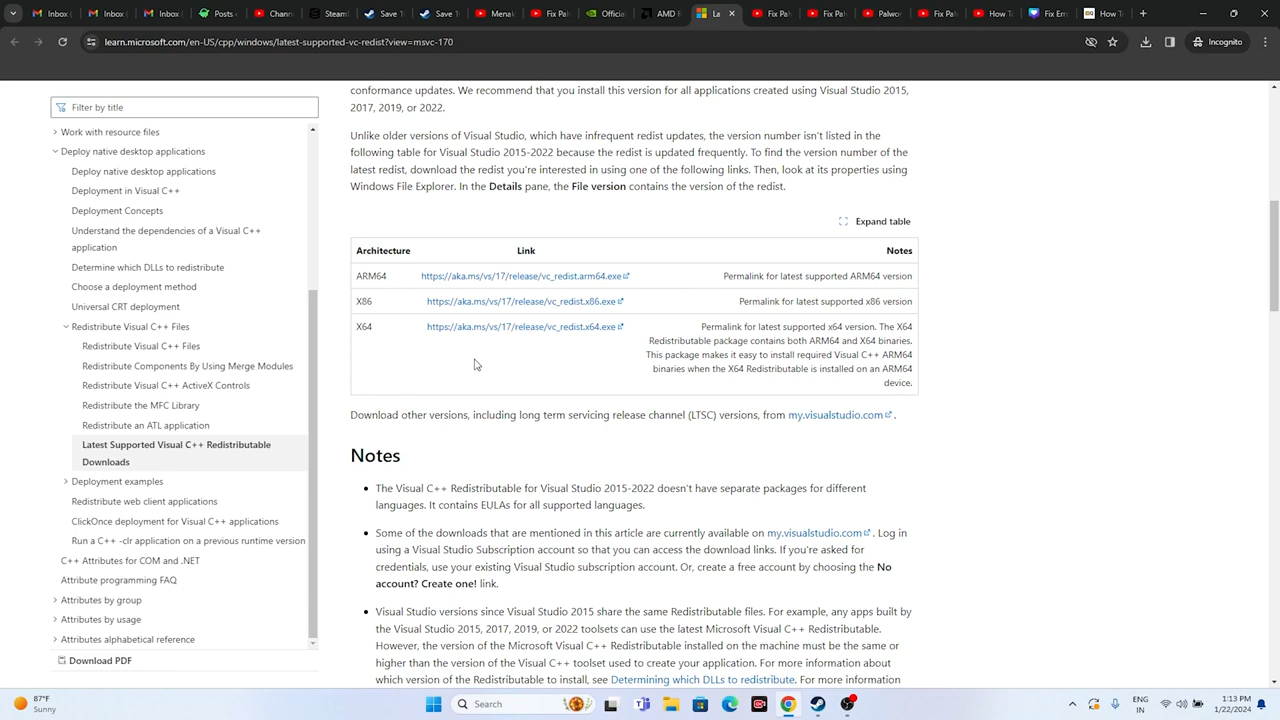 Inbox (
Inbox (
Inbox (
Posts -
Chann
Steaml
Save T
Save T
Menak
Fix Pal
Officia
AMD R
La
Fix Pal
Fix Pal
Palwor
Fix Pal
How T
Fix Err
How T
learn.microsoft.com/en-US/cpp/windows/latest-supported-vc-redist?view=msvc-170
Incognito
Filter by title
Work with resource files
Deploy native desktop applications
Deploy native desktop applications
Deployment in Visual C++
Deployment Concepts
Understand the dependencies of a Visual C++
application
Determine which DLLs to redistribute
Choose a deployment method
Universal CRT deployment
Redistribute Visual C++ Files
Redistribute Visual C++ Files
Redistribute Components By Using Merge Modules
Redistribute Visual C++ ActiveX Controls
Redistribute the MFC Library
Redistribute an ATL application
Latest Supported Visual C++ Redistributable
Downloads
Deployment examples
Redistribute web client applications
ClickOnce deployment for Visual C++ applications
Run a C++ -clr application on a previous runtime version
C++ Attributes for COM and .NET
Attribute programming FAQ
Attributes by group
Attributes by usage
Attributes alphabetical reference
Download PDF
conformance updates. We recommend that you install this version for all applications created using Visual Studio 2015,
2017, 2019, or 2022.
Unlike older versions of Visual Studio, which have infrequent redist updates, the version number isn't listed in the
following table for Visual Studio 2015-2022 because the redist is updated frequently. To find the version number of the
latest redist, download the redist you're interested in using one of the following links. Then, look at its properties using
Windows File Explorer. In the Details pane, the File version contains the version of the redist.
Expand table
Architecture Link Notes
ARM64 https://aka.ms/vs/17/release/vc_redist.arm64.exe Permalink for latest supported ARM64 version
X86 https://aka.ms/vs/17/release/vc_redist.x86.exe Permalink for latest supported x86 version
X64 https://aka.ms/vs/17/release/vc_redist.x64.exe Permalink for latest supported x64 version. The X64
Redistributable package contains both ARM64 and X64 binaries.
This package makes it easy to install required Visual C++ ARM64
binaries when the X64 Redistributable is installed on an ARM64
device.
Download other versions, including long term servicing release channel (LTSC) versions, from my.visualstudio.com .
Notes
The Visual C++ Redistributable for Visual Studio 2015-2022 doesn't have separate packages for different
languages. It contains EULAs for all supported languages.
Some of the downloads that are mentioned in this article are currently available on my.visualstudio.com . Log in
using a Visual Studio Subscription account so that you can access the download links. If you're asked for
credentials, use your existing Visual Studio subscription account. Or, create a free account by choosing the No
account? Create one! link.
Visual Studio versions since Visual Studio 2015 share the same Redistributable files. For example, any apps built by
the Visual Studio 2015, 2017, 2019, or 2022 toolsets can use the latest Microsoft Visual C++ Redistributable.
However, the version of the Microsoft Visual C++ Redistributable installed on the machine must be the same or
higher than the version of the Visual C++ toolset used to create your application. For more information about
which version of the Redistributable to install, see Determining which DLLs to redistribute. For more information
87°F
Sunny
Search
ENG
IN
1:13 PM
1/22/2024